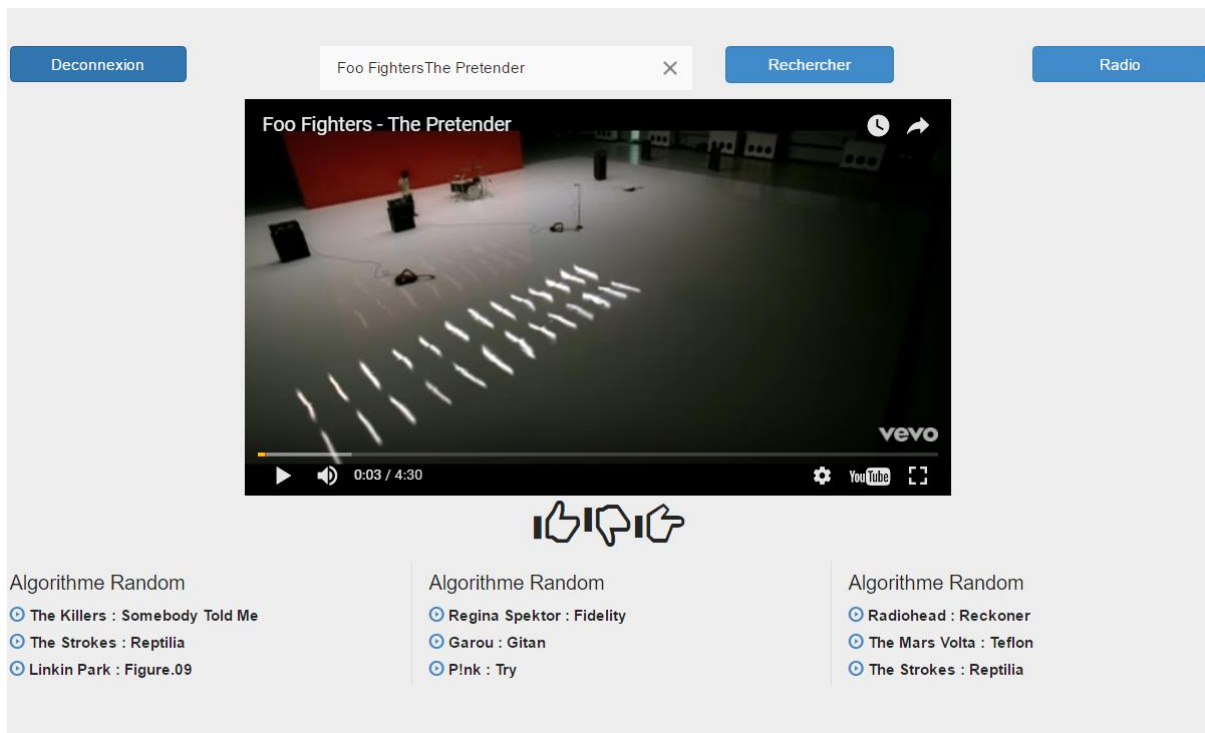 Deconnexion
Foo FightersThe Pretender
Rechercher
Radio
Foo Fighters - The Pretender
vevo
0:03 / 4:30
YouTube
Algorithme Random
The Killers : Somebody Told Me
The Strokes : Reptilia
Linkin Park : Figure.09
Algorithme Random
Regina Spektor : Fidelity
Garou : Gitan
P!nk : Try
Algorithme Random
Radiohead : Reckoner
The Mars Volta : Teflon
The Strokes : Reptilia